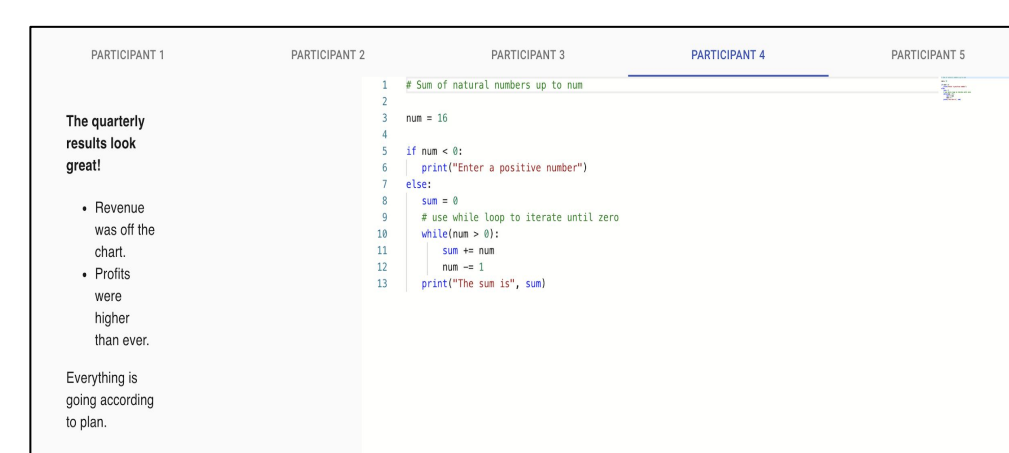 PARTICIPANT 1 PARTICIPANT 2 PARTICIPANT 3 PARTICIPANT 4 PARTICIPANT 5
The quarterly
results look
great!
• Revenue
was off the
chart.
• Profits
were
higher
than ever.
Everything is
going according
to plan.
1 # Sum of natural numbers up to num
2
3 num = 16
4
5 if num < 0:
6 print("Enter a positive number")
7 else:
8 sum = 0
9 # use while loop to iterate until zero
10 while(num > 0):
11 sum += num
12 num -= 1
13 print("The sum is", sum)